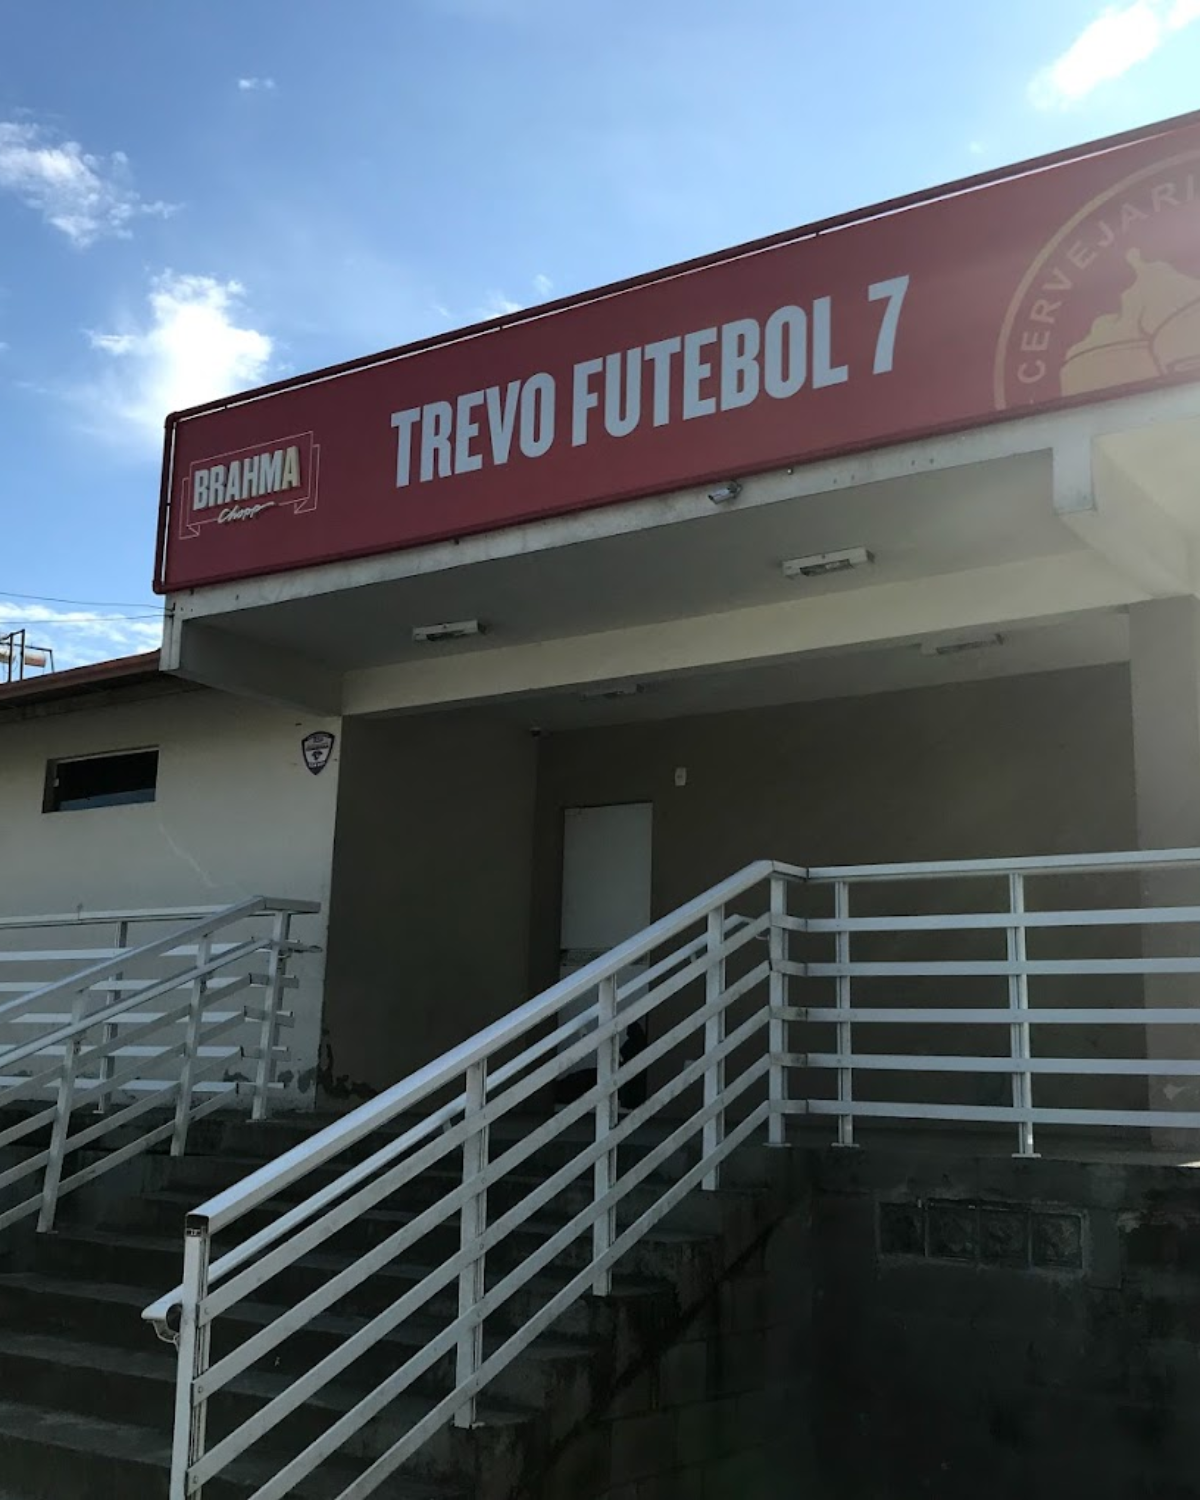 BRAHMA
Chopp
TREVO FUTEBOL 7
CERVEJARI